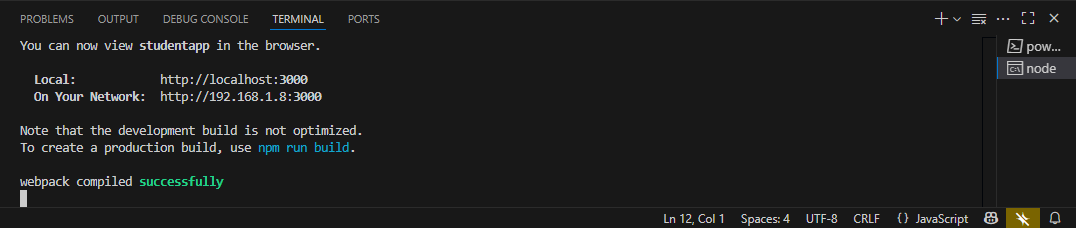 PROBLEMS OUTPUT DEBUG CONSOLE TERMINAL PORTS
You can now view studentapp in the browser.
Local: http://localhost:3000
On Your Network: http://192.168.1.8:3000
Note that the development build is not optimized.
To create a production build, use npm run build.
webpack compiled successfully
pow...
node
Ln 12, Col 1 Spaces: 4 UTF-8 CRLF {} JavaScript